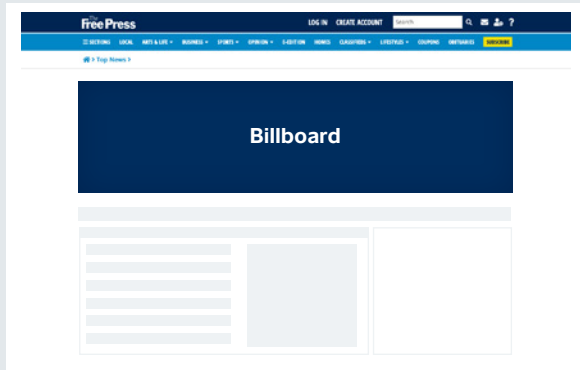 The
Free Press
LOG IN CREATE ACCOUNT Search ?
SECTIONS LOCAL ARTS & LIFE BUSINESS SPORTS OPINION E-EDITION HOMES CLASSIFIEDS LIFESTYLES COUPONS OBITUARIES SUBSCRIBE
> Top News >
Billboard